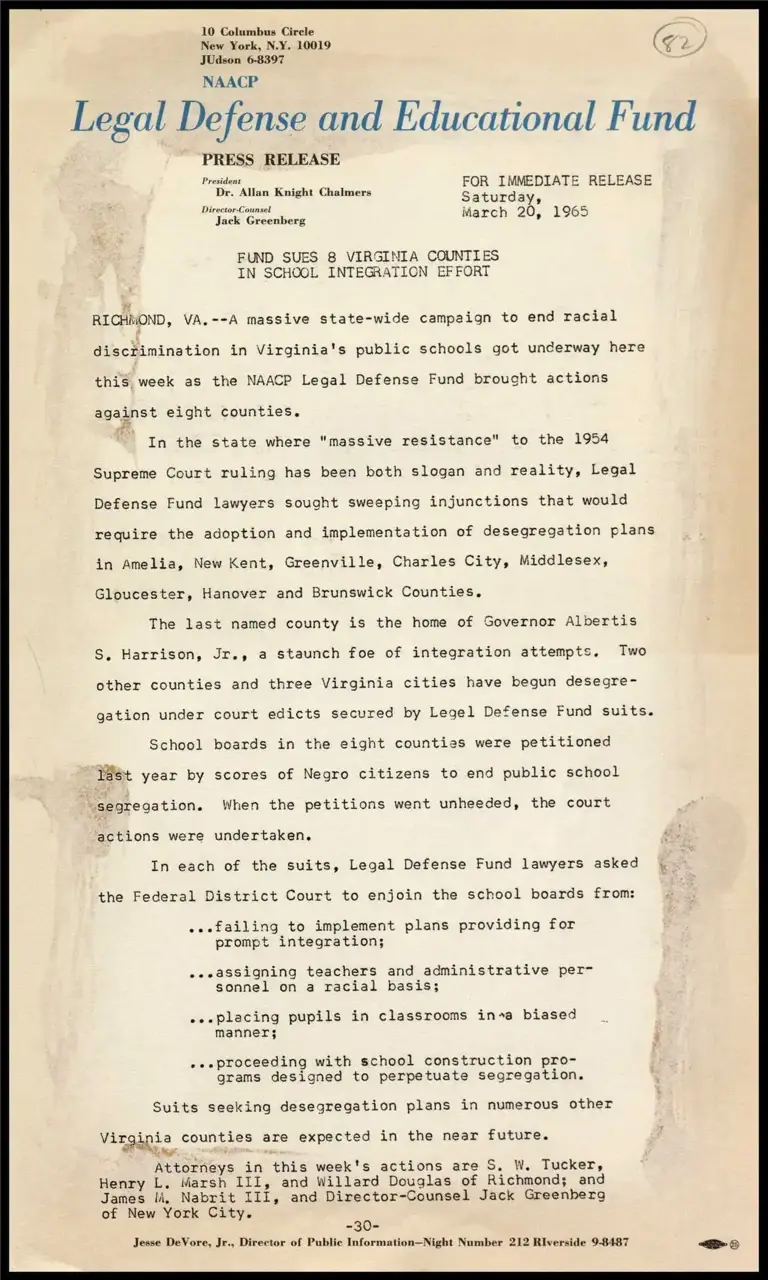 10 Columbus Circle
New York, N.Y. 10019
JUdson 6-8397
82
NAACP
Legal Defense and Educational Fund
PRESS RELEASE
President
Dr. Allan Knight Chalmers
Director-Counsel
Jack Greenberg
FOR IMMEDIATE RELEASE
Saturday,
March 20, 1965
FUND SUES 8 VIRGINIA COUNTIES
IN SCHOOL INTEGRATION EFFORT
RICHMOND, VA.--A massive state-wide campaign to end racial
discrimination in Virginia's public schools got underway here
this week as the NAACP Legal Defense Fund brought actions
against eight counties.
In the state where "massive resistance" to the 1954
Supreme Court ruling has been both slogan and reality, Legal
Defense Fund lawyers sought sweeping injunctions that would
require the adoption and implementation of desegregation plans
in Amelia, New Kent, Greenville, Charles City, Middlesex,
Gloucester, Hanover and Brunswick Counties.
The last named county is the home of Governor Albertis
S. Harrison, Jr., a staunch foe of integration attempts. Two
other counties and three Virginia cities have begun desegre-
gation under court edicts secured by Legel Defense Fund suits.
School boards in the eight counties were petitioned
last year by scores of Negro citizens to end public school
segregation. When the petitions went unheeded, the court
actions were undertaken.
In each of the suits, Legal Defense Fund lawyers asked
the Federal District Court to enjoin the school boards from:
...failing to implement plans providing for
prompt integration;
...assigning teachers and administrative per-
sonnel on a racial basis;
...placing pupils in classrooms in a biased
manner;
...proceeding with school construction pro-
grams designed to perpetuate segregation.
Suits seeking desegregation plans in numerous other
Virginia counties are expected in the near future.
Attorneys in this week's actions are S. W. Tucker,
Henry L. Marsh III, and Willard Douglas of Richmond; and
James M. Nabrit III, and Director-Counsel Jack Greenberg
of New York City.
-30-
Jesse DeVore, Jr., Director of Public Information—Night Number 212 RIverside 9-8487